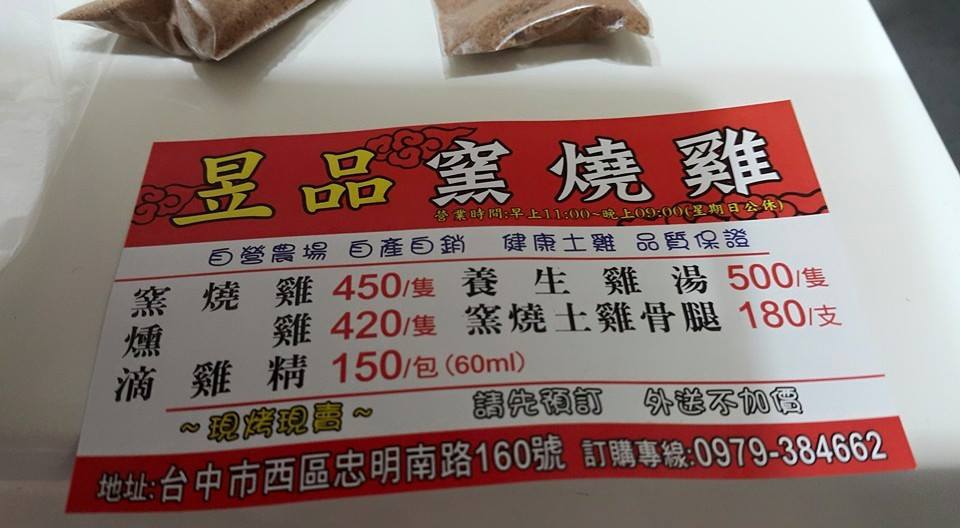 昱品窯燒雞
營業時間:早上11:00~晚上09:00(星期日公休)
自營農場 自產自銷 健康土雞 品質保證
窯燒雞 450/隻 養生雞湯 500/隻
燻雞 420/隻 窯燒土雞骨腿 180/支
滴雞精 150/包(60ml)
~現烤現賣~ 請先預訂 外送不加價
地址:台中市西區忠明南路160號 訂購專線:0979-384662